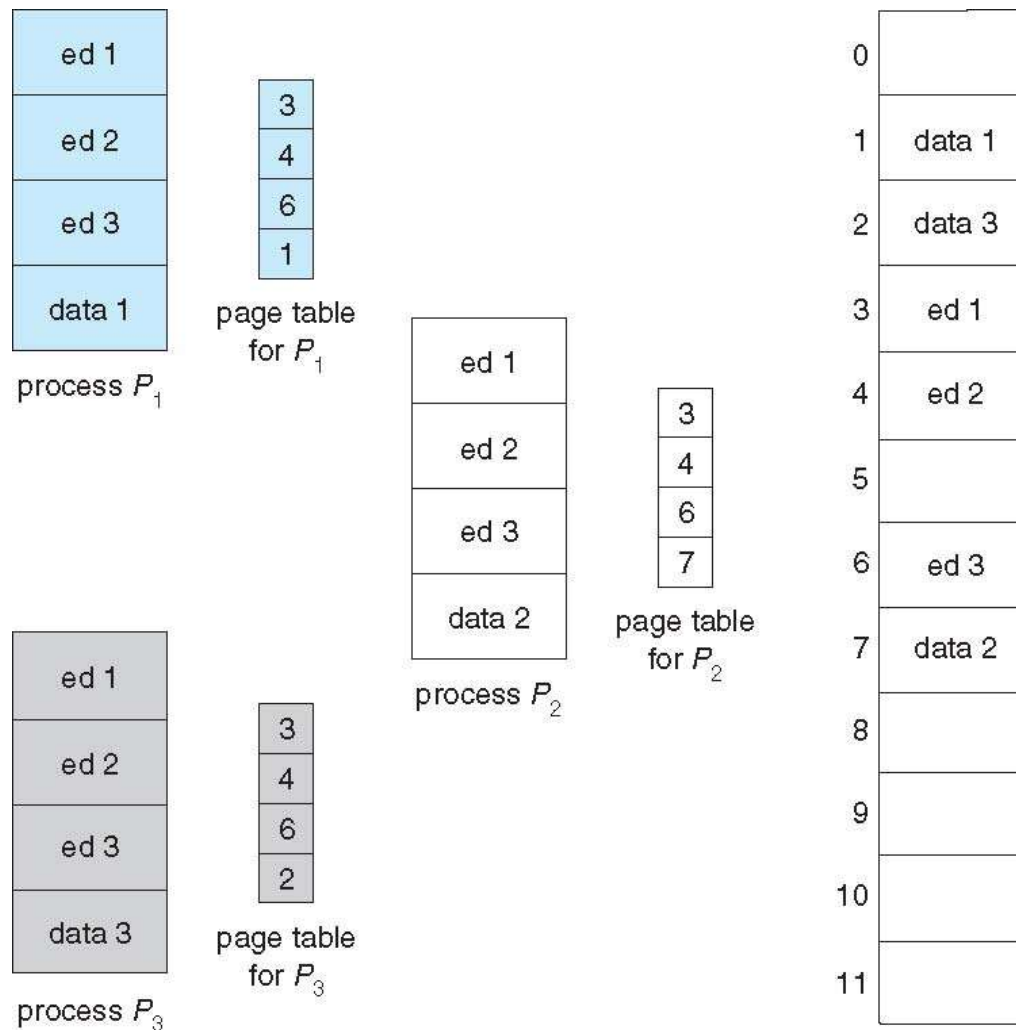 ed 1
ed 2
ed 3
data 1
process P1
3
4
6
1
page table
for P1
ed 1
ed 2
ed 3
data 2
process P2
3
4
6
7
page table
for P2
ed 1
ed 2
ed 3
data 3
process P3
3
4
6
2
page table
for P3
0
1 data 1
2 data 3
3 ed 1
4 ed 2
5
6 ed 3
7 data 2
8
9
10
11